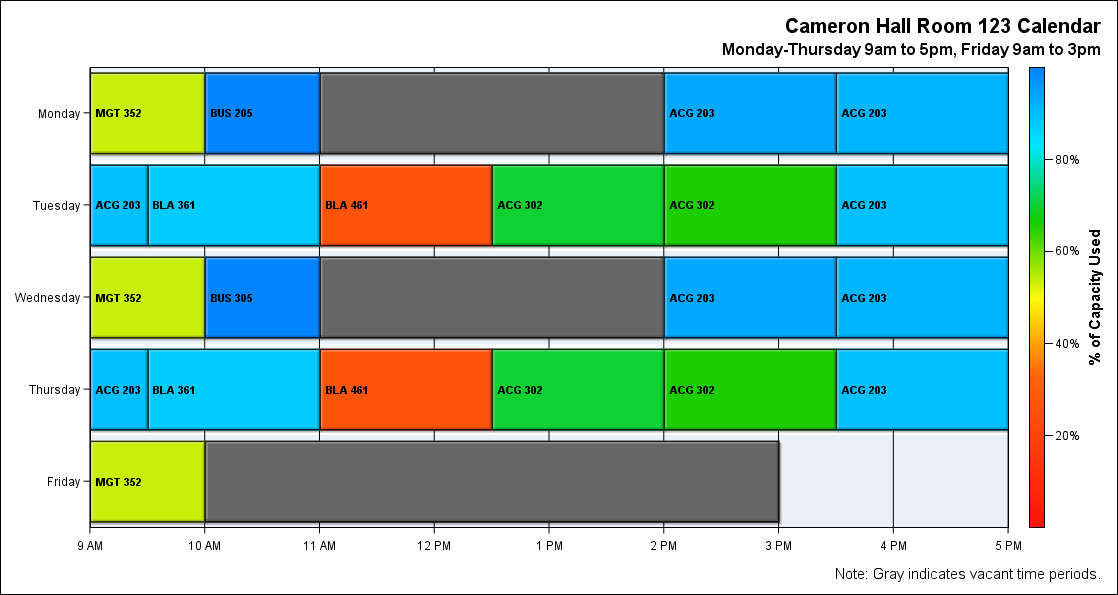 Cameron Hall Room 123 Calendar
Monday-Thursday 9am to 5pm, Friday 9am to 3pm
Monday MGT 352 BUS 205 ACG 203 ACG 203
80%
Tuesday ACG 203 BLA 361 BLA 461 ACG 302 ACG 302 ACG 203
60%
% of Capacity Used
Wednesday MGT 352 BUS 305 ACG 203 ACG 203
40%
Thursday ACG 203 BLA 361 BLA 461 ACG 302 ACG 302 ACG 203
20%
Friday MGT 352
9 AM 10 AM 11 AM 12 PM 1 PM 2 PM 3 PM 4 PM 5 PM
Note: Gray indicates vacant time periods.